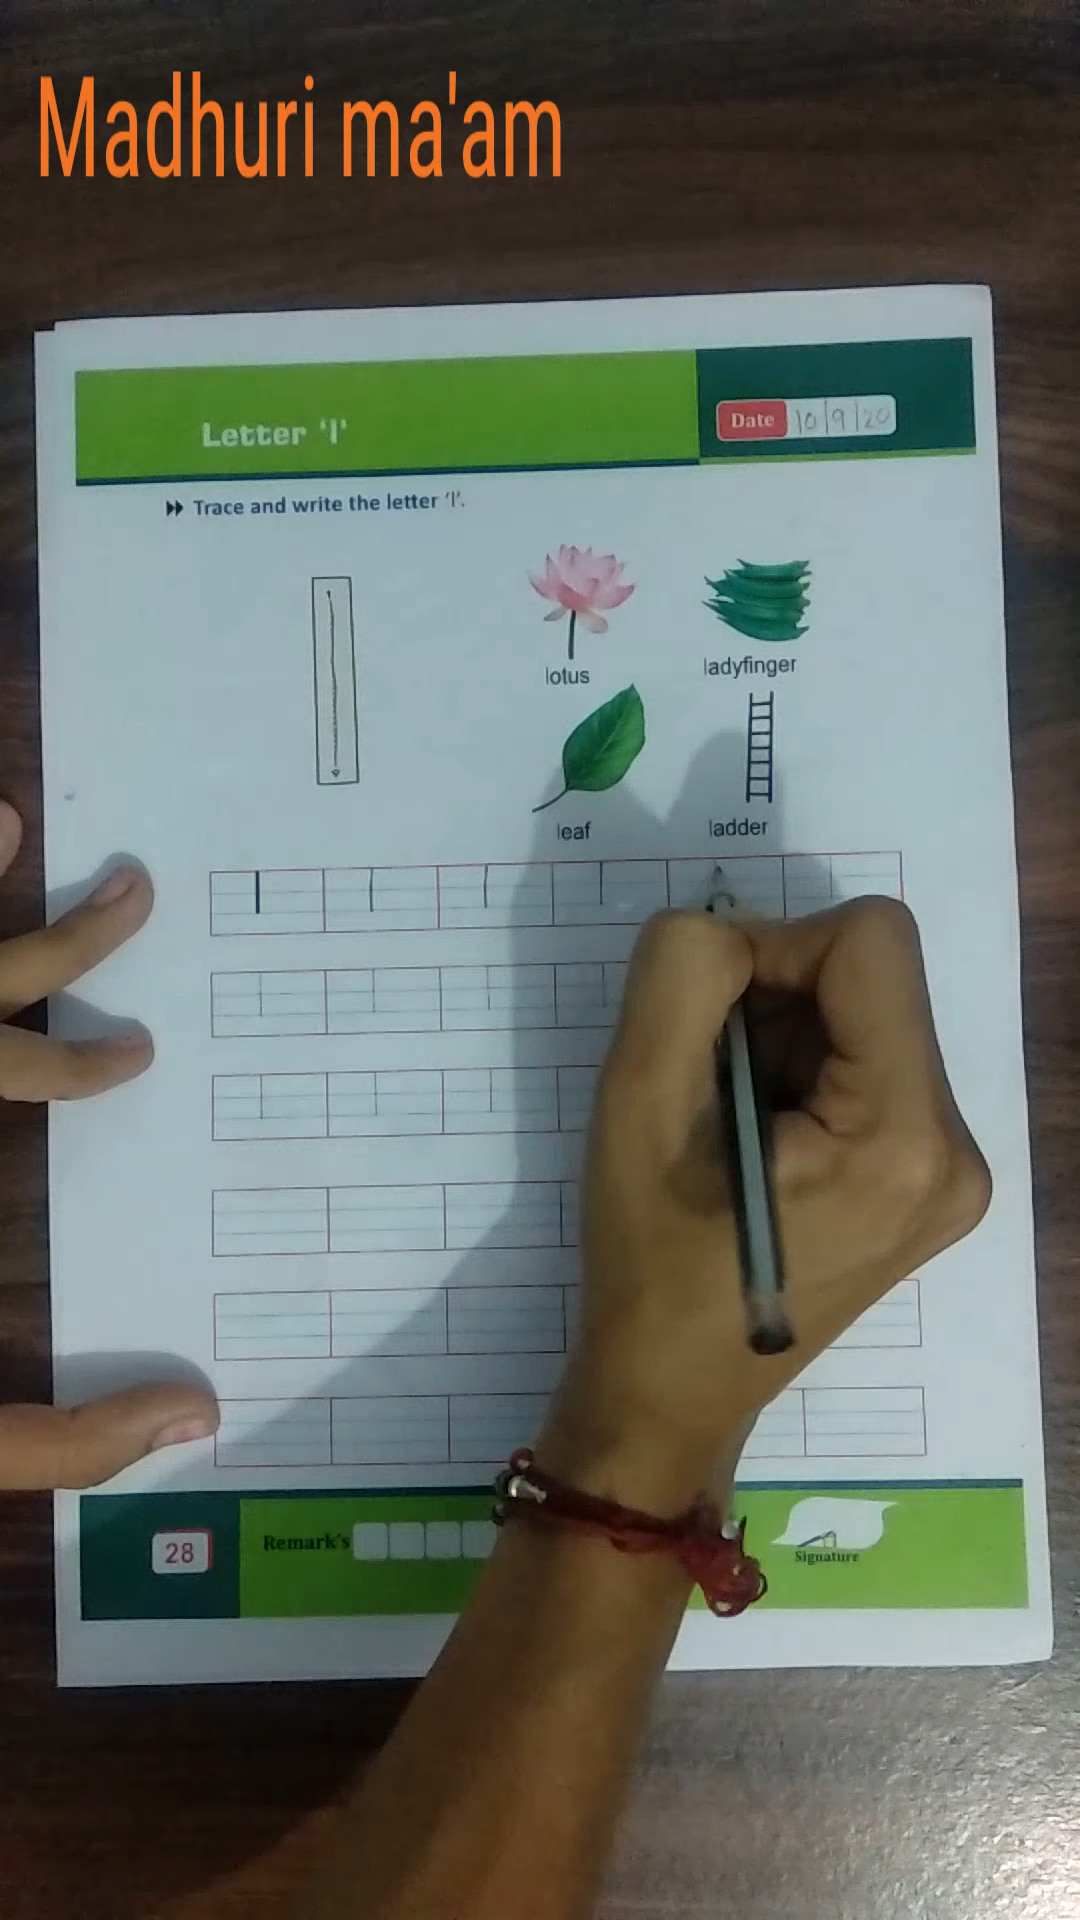 Madhuri ma'am
Letter 'l'
Date 10/9/20
Trace and write the letter 'l'.
lotus
ladyfinger
leaf
ladder
l l l l
l l l l
l l l
28
Remark's
Signature